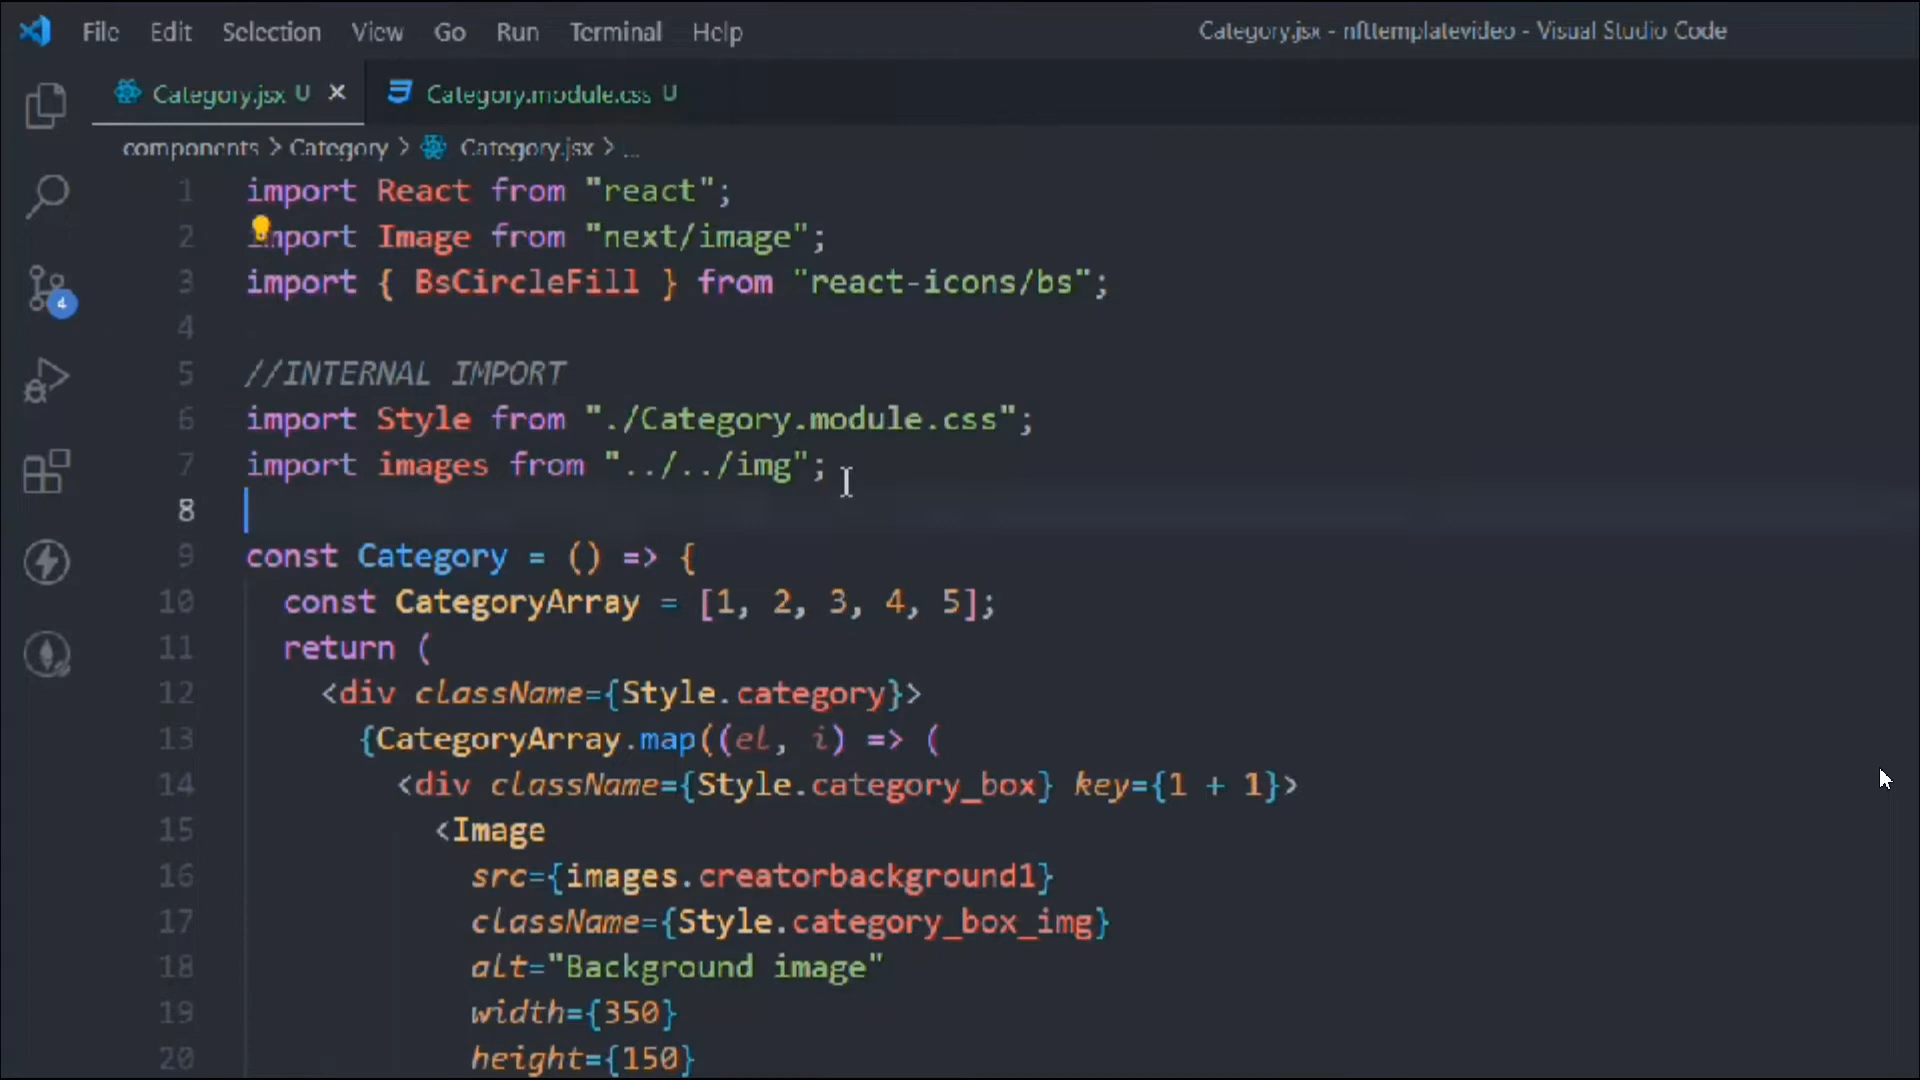 File Edit Selection View Go Run Terminal Help Category.jsx - nfttemplatevideo - Visual Studio Code
Category.jsx U × Category.module.css U
components > Category > Category.jsx > ...
1 import React from "react";
2 import Image from "next/image";
3 import { BsCircleFill } from "react-icons/bs";
4
5 //INTERNAL IMPORT
6 import Style from "./Category.module.css";
7 import images from "../../img";
8
9 const Category = () => {
10 const CategoryArray = [1, 2, 3, 4, 5];
11 return (
12 <div className={Style.category}>
13 {CategoryArray.map((el, i) => (
14 <div className={Style.category_box} key={1 + 1}>
15 <Image
16 src={images.creatorbackground1}
17 className={Style.category_box_img}
18 alt="Background image"
19 width={350}
20 height={150}
4